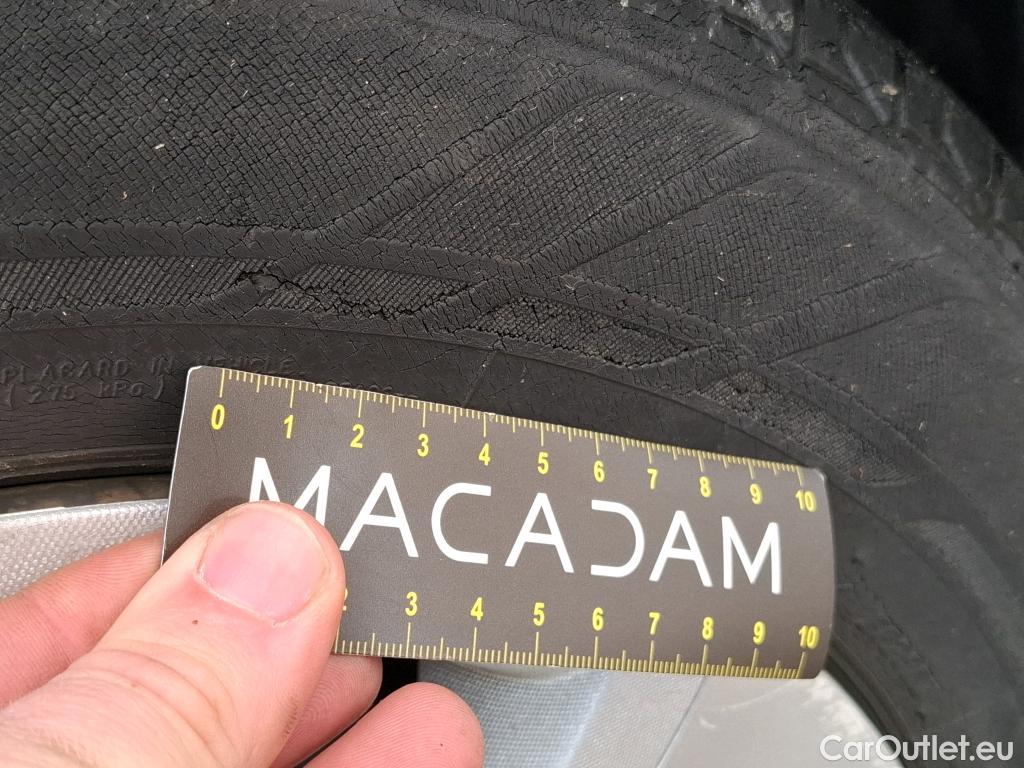 PLACARD IN VEHICLE.
( 275 KPa)
0 1 2 3 4 5 6 7 8 9 10
MACADAM
2 3 4 5 6 7 8 9 10
CarOutlet.eu